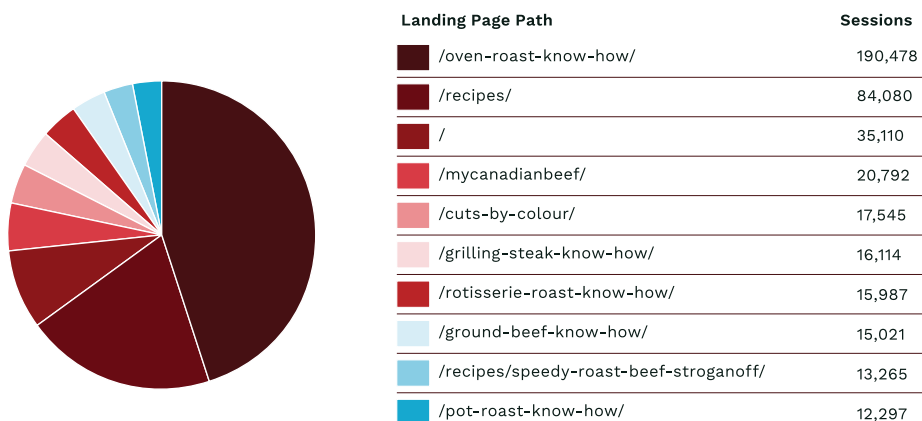 Landing Page Path Sessions
/oven-roast-know-how/ 190,478
/recipes/ 84,080
/ 35,110
/mycanadianbeef/ 20,792
/cuts-by-colour/ 17,545
/grilling-steak-know-how/ 16,114
/rotisserie-roast-know-how/ 15,987
/ground-beef-know-how/ 15,021
/recipes/speedy-roast-beef-stroganoff/ 13,265
/pot-roast-know-how/ 12,297